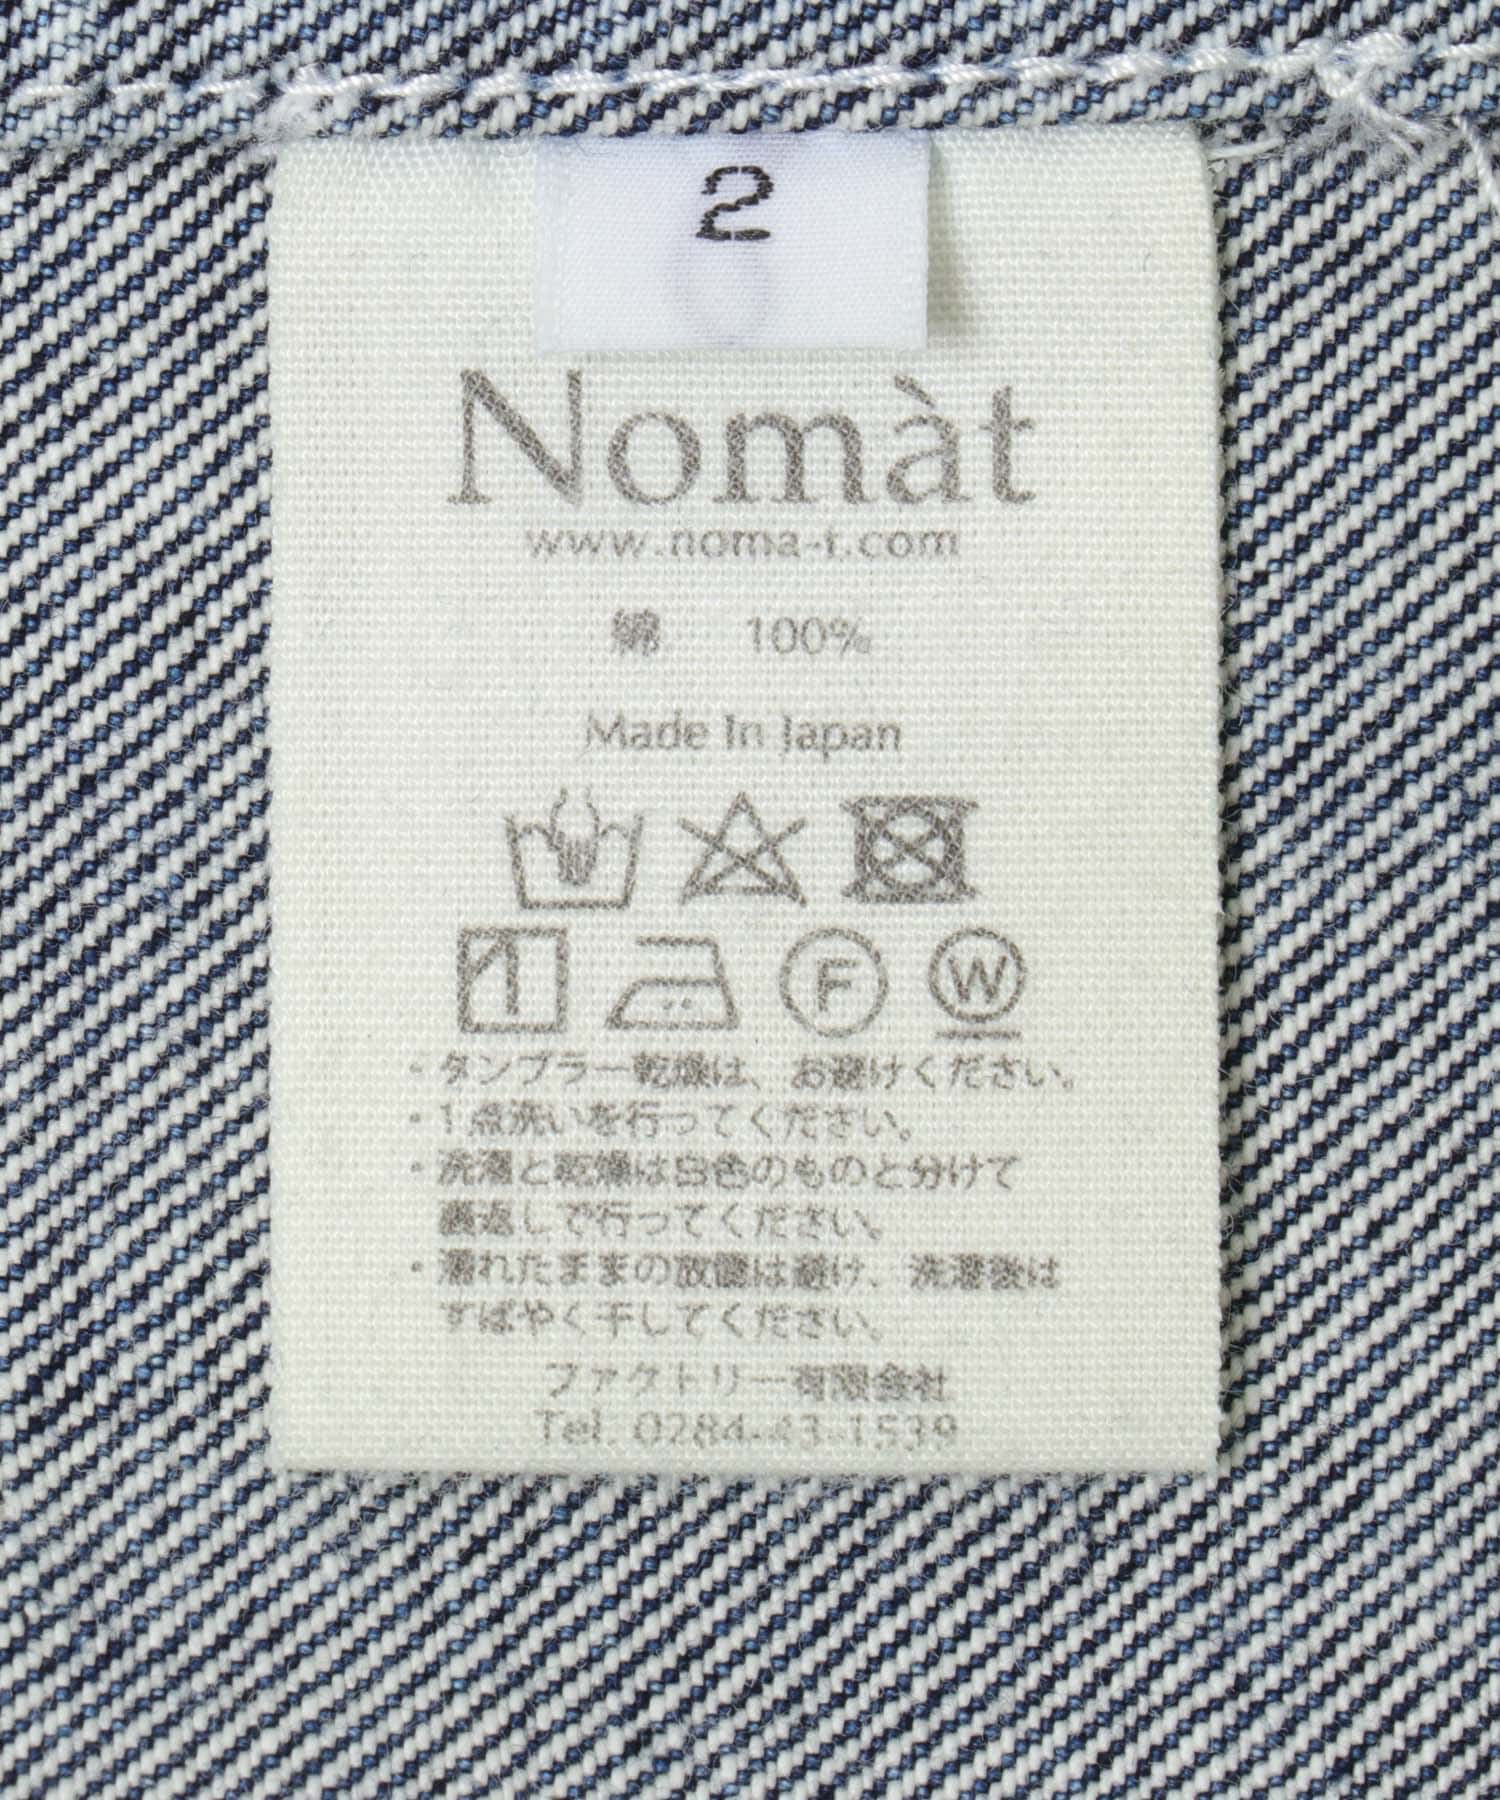 2
Nomàt
www.noma-t.com
綿 100%
Made In Japan
F W
・タンブラー乾燥は、お避けください。
・1点洗いを行ってください。
・洗濯と乾燥は白色のものと分けて
裏返しで行ってください。
・濡れたままの放置は避け、洗濯後は
すばやく干してください。
ファクトリー有限会社
Tel. 0284-43-1539